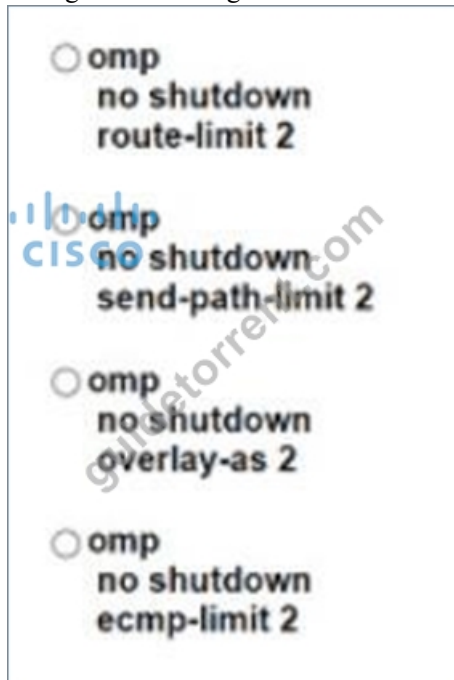 omp
no shutdown
route-limit 2
omp
no shutdown
send-path-limit 2
omp
no shutdown
overlay-as 2
omp
no shutdown
ecmp-limit 2
CISCO
guidetorrent.com